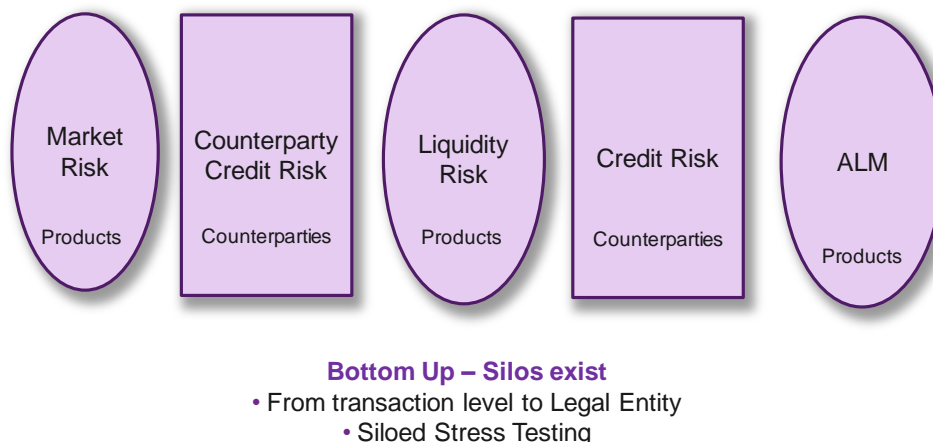 Market
Risk
Products
Counterparty
Credit Risk
Counterparties
Liquidity
Risk
Products
Credit Risk
Counterparties
ALM
Products
Bottom Up – Silos exist
• From transaction level to Legal Entity
• Siloed Stress Testing